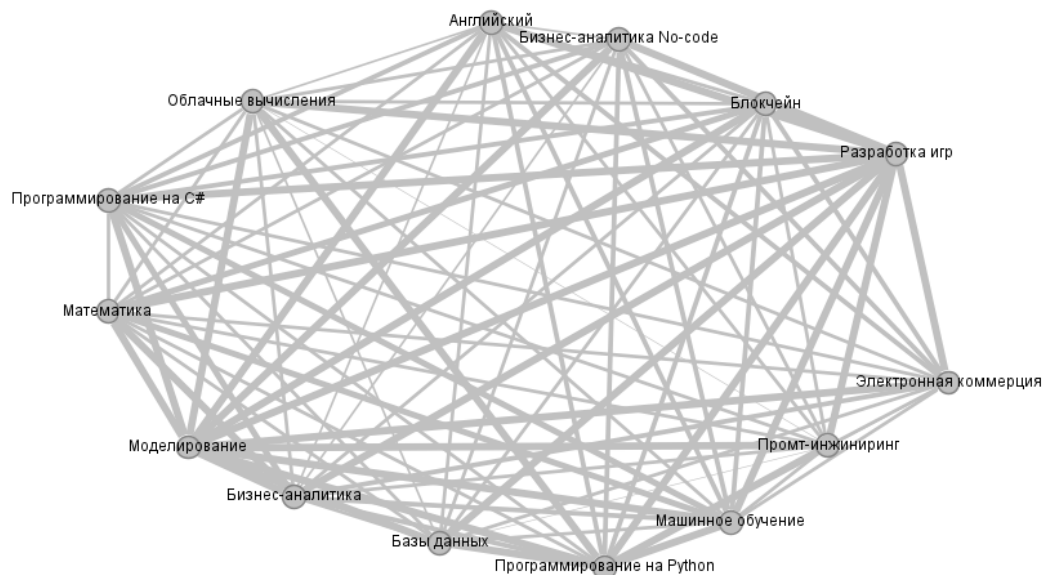 Английский
Бизнес-аналитика No-code
Облачные вычисления
Блокчейн
Разработка игр
Программирование на C#
Математика
Электронная коммерция
Моделирование
Промт-инжиниринг
Бизнес-аналитика
Машинное обучение
Базы данных
Программирование на Python